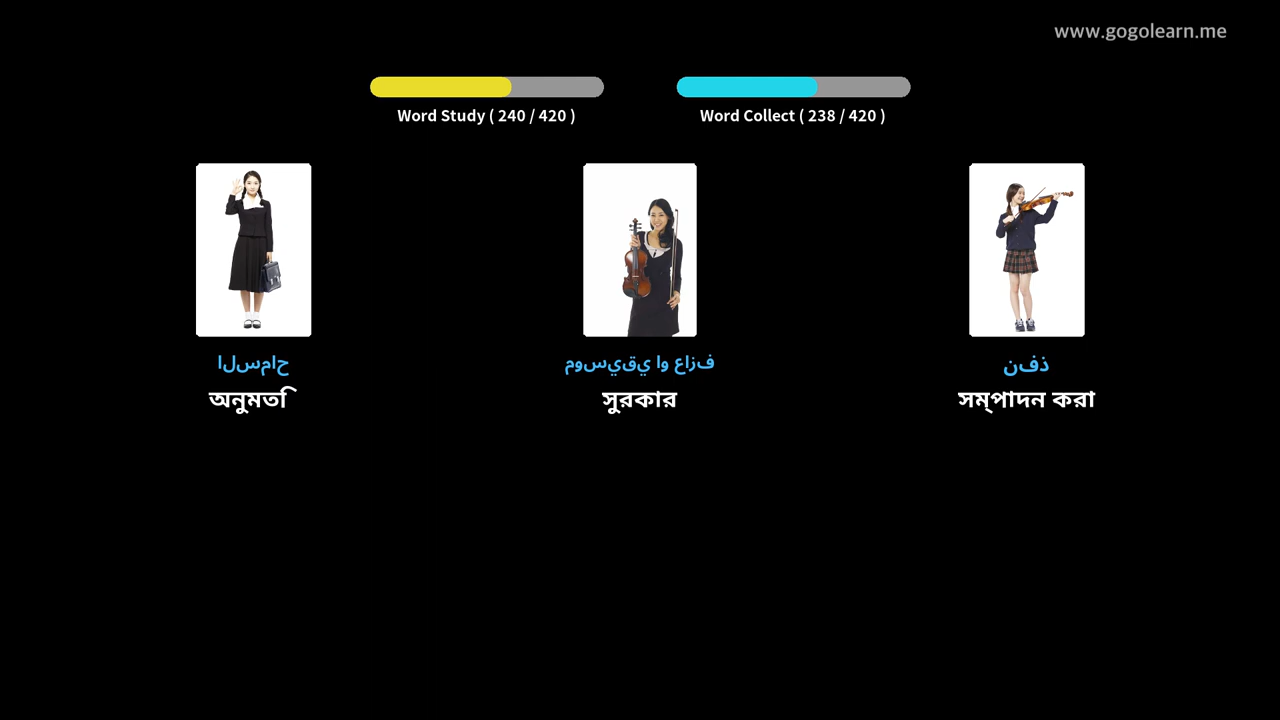 www.gogolearn.me
Word Study ( 240 / 420 )
Word Collect ( 238 / 420 )
السماح
موسيقي او عازف
نفذ
অনুমতি
সুরকার
সম্পাদন করা